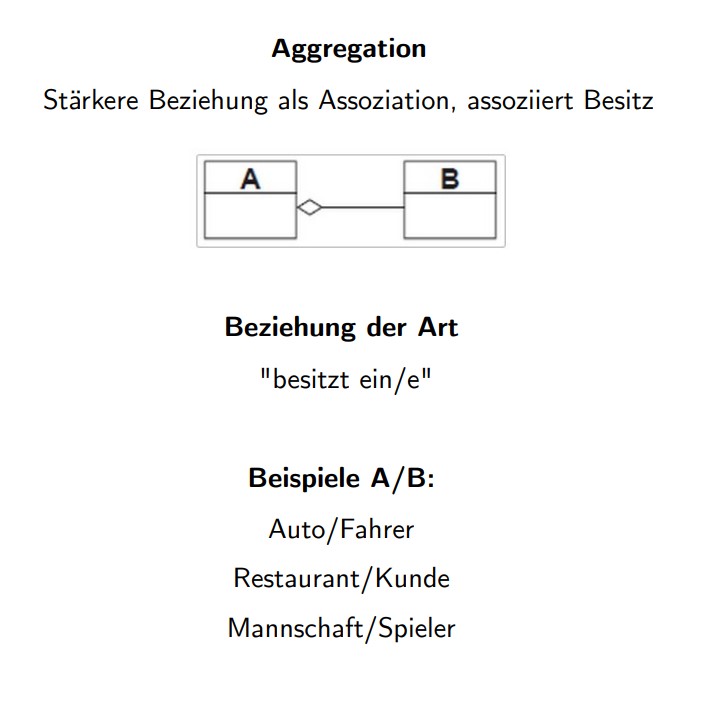 Aggregation
Stärkere Beziehung als Assoziation, assoziiert Besitz
A B
Beziehung der Art
"besitzt ein/e"
Beispiele A/B:
Auto/Fahrer
Restaurant/Kunde
Mannschaft/Spieler